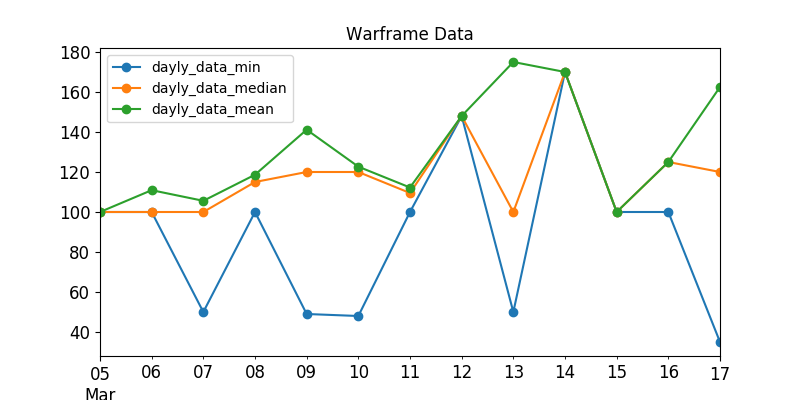 Warframe Data
180
160
140
120
100
80
60
40
dayly_data_min
dayly_data_median
dayly_data_mean
05 06 07 08 09 10 11 12 13 14 15 16 17
Mar